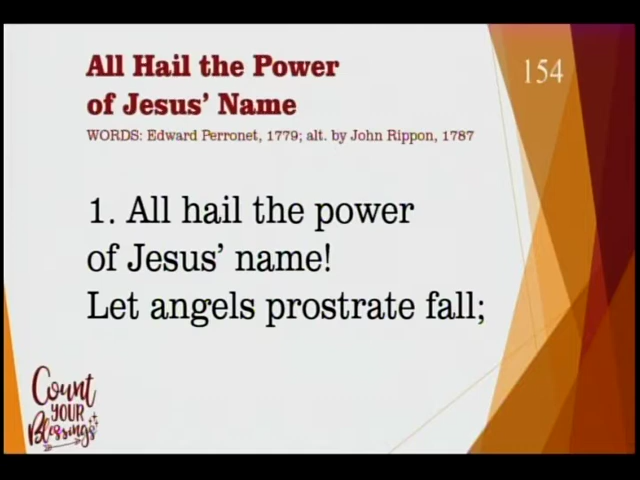 All Hail the Power
of Jesus' Name
154
WORDS: Edward Perronet, 1779; alt. by John Rippon, 1787
1. All hail the power
of Jesus' name!
Let angels prostrate fall;
Count
YOUR
Blessings